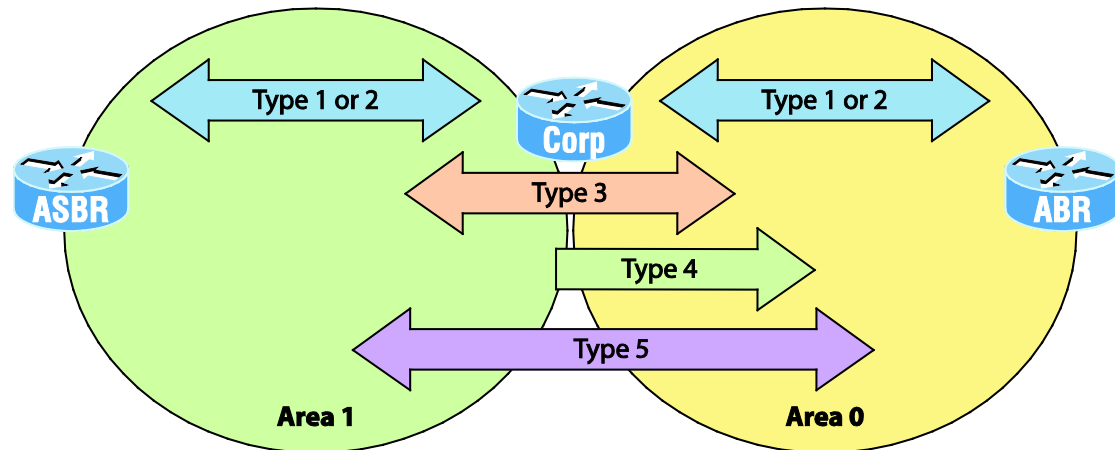 Type 1 or 2
Type 1 or 2
Corp
ASBR
Type 3
ABR
Type 4
Type 5
Area 1
Area 0